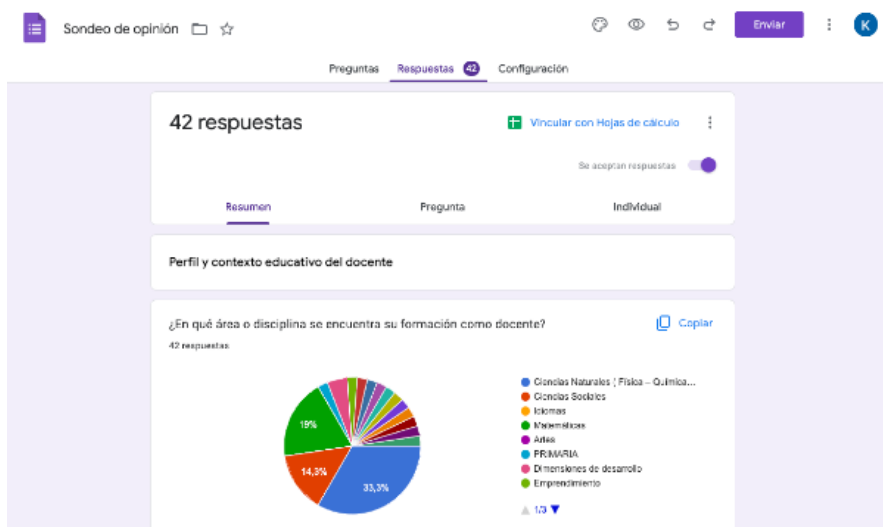 Sondeo de opinión
Enviar
K
Preguntas Respuestas 42 Configuración
42 respuestas
Vincular con Hojas de cálculo
Se aceptan respuestas
Resumen Pregunta Individual
Perfil y contexto educativo del docente
¿En qué área o disciplina se encuentra su formación como docente?
Copiar
42 respuestas
Ciencias Naturales ( Física – Química...
Ciencias Sociales
Idiomas
Matemáticas
Artes
PRIMARIA
Dimensiones de desarrollo
Emprendimiento
1/3
19%
14,3%
33,3%